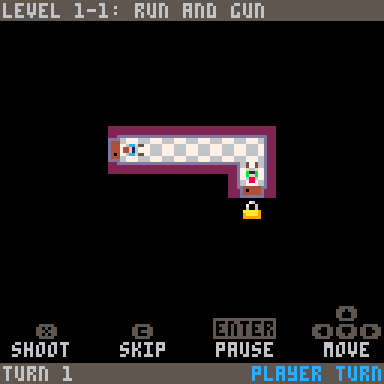 LEVEL 1-1: RUN AND GUN
X C ENTER
SHOOT SKIP PAUSE MOVE
TURN 1 PLAYER TURN